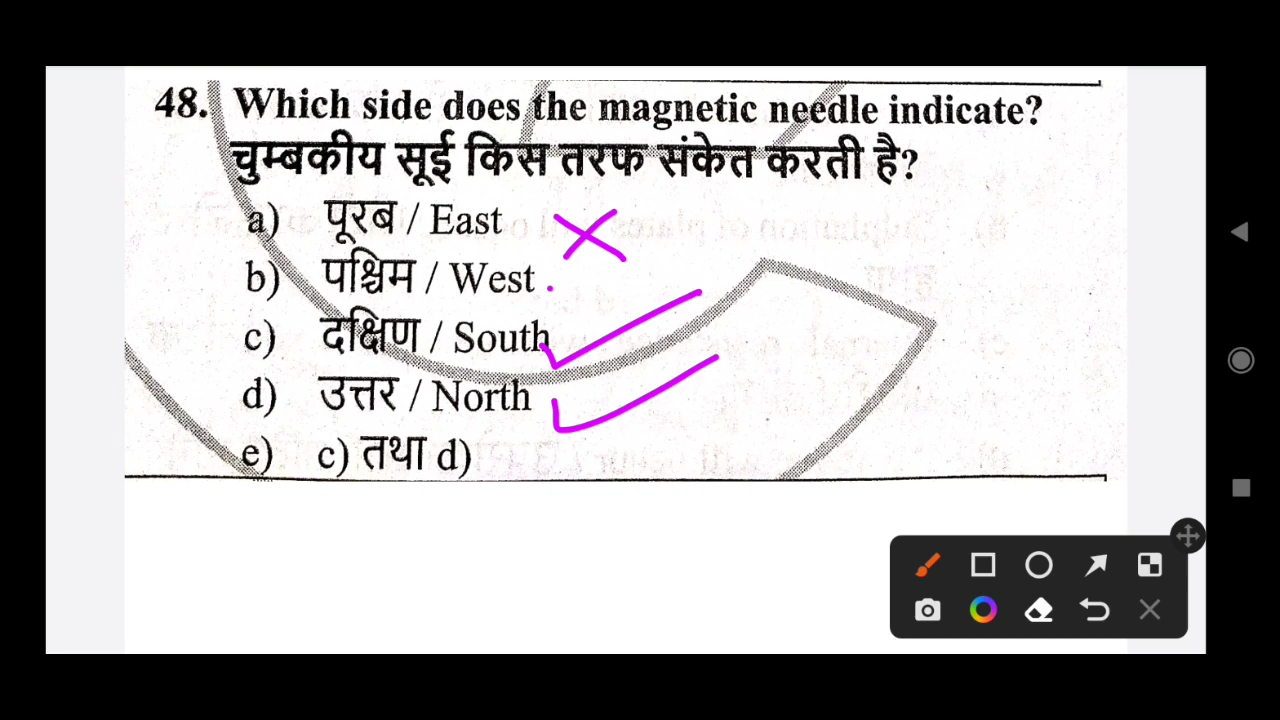 48. Which side does the magnetic needle indicate?
चुम्बकीय सूई किस तरफ संकेत करती है?
a) पूरब / East
b) पश्चिम / West
c) दक्षिण / South
d) उत्तर / North
e) c) तथा d)